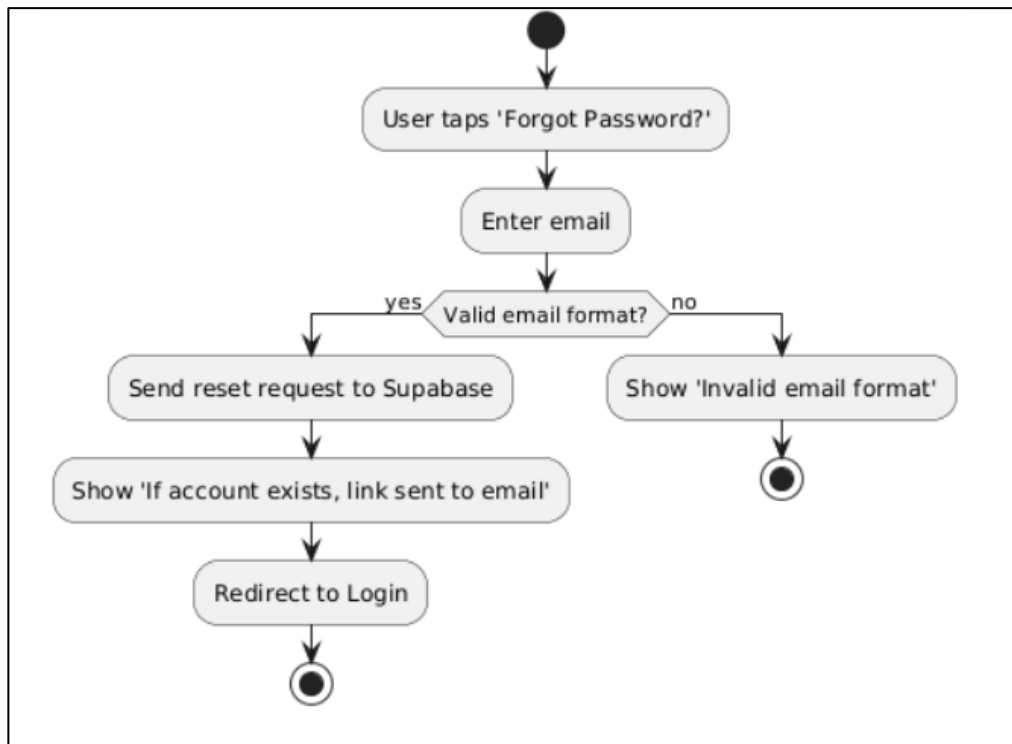 User taps 'Forgot Password?'
Enter email
yes
Valid email format?
no
Send reset request to Supabase
Show 'Invalid email format'
Show 'If account exists, link sent to email'
Redirect to Login